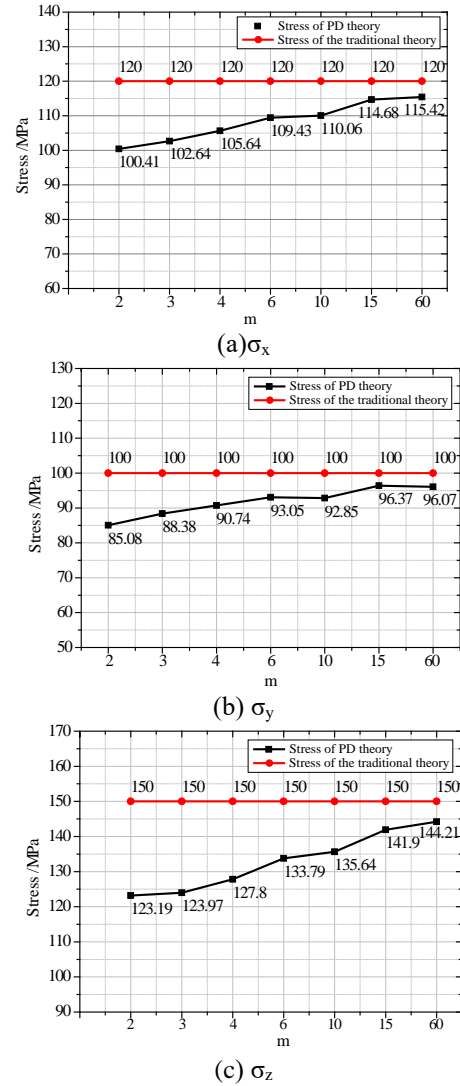 140
130
120
110
100
90
80
70
60
Stress /MPa
Stress of PD theory
Stress of the traditional theory
120 120 120 120 120 120 120
100.41 102.64 105.64 109.43 110.06 114.68 115.42
2 3 4 6 10 15 60
m
(a)σx
130
120
110
100
90
80
70
60
50
Stress /MPa
Stress of PD theory
Stress of the traditional theory
100 100 100 100 100 100 100
85.08 88.38 90.74 93.05 92.85 96.37 96.07
2 3 4 6 10 15 60
m
(b) σy
170
160
150
140
130
120
110
100
90
Stress /MPa
Stress of PD theory
Stress of the traditional theory
150 150 150 150 150 150 150
123.19 123.97 127.8 133.79 135.64 141.9 144.21
2 3 4 6 10 15 60
m
(c) σz